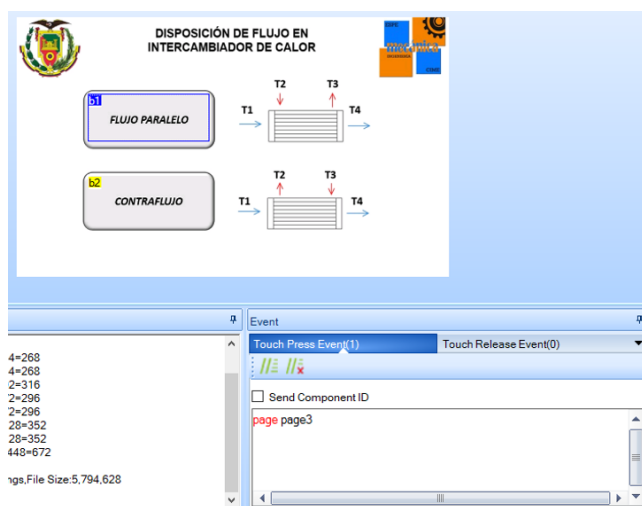 DISPOSICIÓN DE FLUJO EN
INTERCAMBIADOR DE CALOR
b1
FLUJO PARALELO
T1
T2
T3
T4
b2
CONTRAFLUJO
T1
T2
T3
T4
Event
Touch Press Event(1)
Touch Release Event(0)
4=268
4=268
2=316
2=296
2=296
28=352
28=352
448=672
ngs,File Size:5,794,628
Send Component ID
page page3